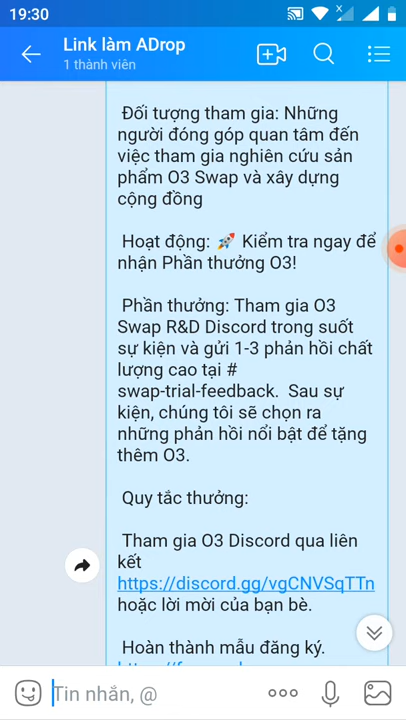 19:30
Link làm ADrop
1 thành viên
Đối tượng tham gia: Những
người đóng góp quan tâm đến
việc tham gia nghiên cứu sản
phẩm O3 Swap và xây dựng
cộng đồng
Hoạt động: 🚀 Kiểm tra ngay để
nhận Phần thưởng O3!
Phần thưởng: Tham gia O3
Swap R&D Discord trong suốt
sự kiện và gửi 1-3 phản hồi chất
lượng cao tại #
swap-trial-feedback. Sau sự
kiện, chúng tôi sẽ chọn ra
những phản hồi nổi bật để tặng
thêm O3.
Quy tắc thưởng:
Tham gia O3 Discord qua liên
kết
https://discord.gg/vgCNVSqTTn
hoặc lời mời của bạn bè.
Hoàn thành mẫu đăng ký.
Tin nhắn, @